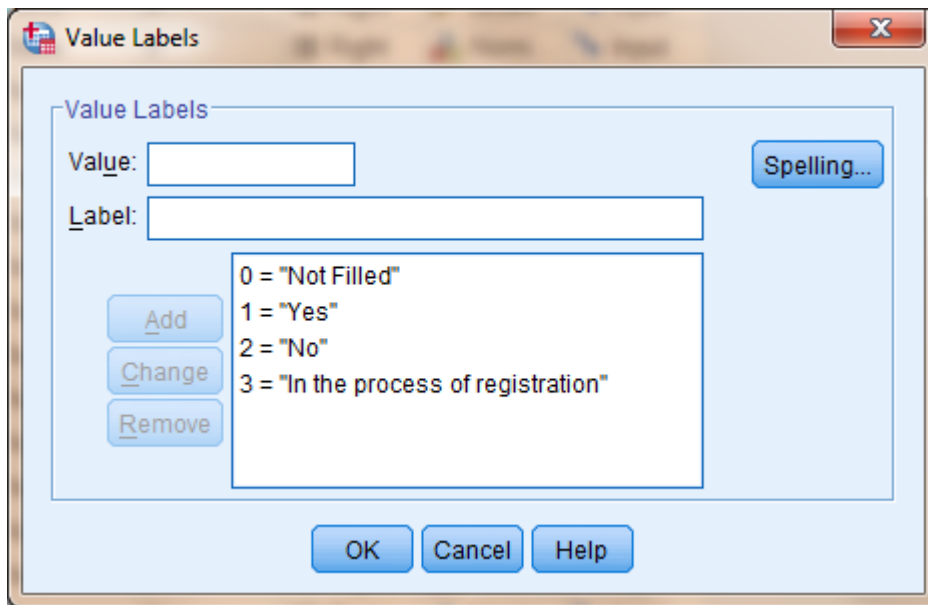 Value Labels
Value Labels
Value:
Spelling...
Label:
0 = "Not Filled"
1 = "Yes"
2 = "No"
3 = "In the process of registration"
Add
Change
Remove
OK
Cancel
Help